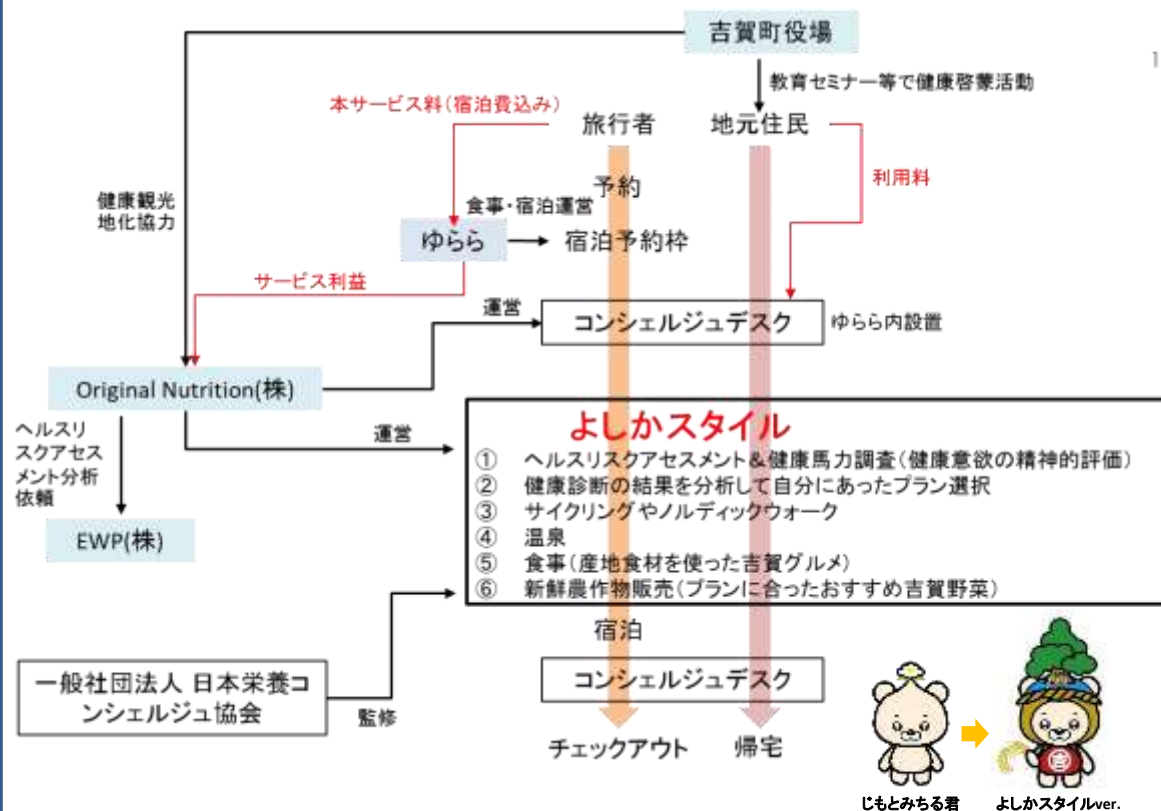 吉賀町役場
1
教育セミナー等で健康啓蒙活動
本サービス料(宿泊費込み)
旅行者
地元住民
予約
利用料
健康観光
地化協力
食事・宿泊運営
ゆらら
宿泊予約枠
サービス利益
運営
コンシェルジュデスク
ゆらら内設置
Original Nutrition(株)
ヘルスリ
スクアセス
メント分析
依頼
運営
EWP(株)
よしかスタイル
① ヘルスリスクアセスメント&健康馬力調査(健康意欲の精神的評価)
② 健康診断の結果を分析して自分にあったプラン選択
③ サイクリングやノルディックウォーク
④ 温泉
⑤ 食事(産地食材を使った吉賀グルメ)
⑥ 新鮮農作物販売(プランに合ったおすすめ吉賀野菜)
宿泊
一般社団法人 日本栄養コ
ンシェルジュ協会
監修
コンシェルジュデスク
チェックアウト
帰宅
じもとみちる君
よしかスタイルver.